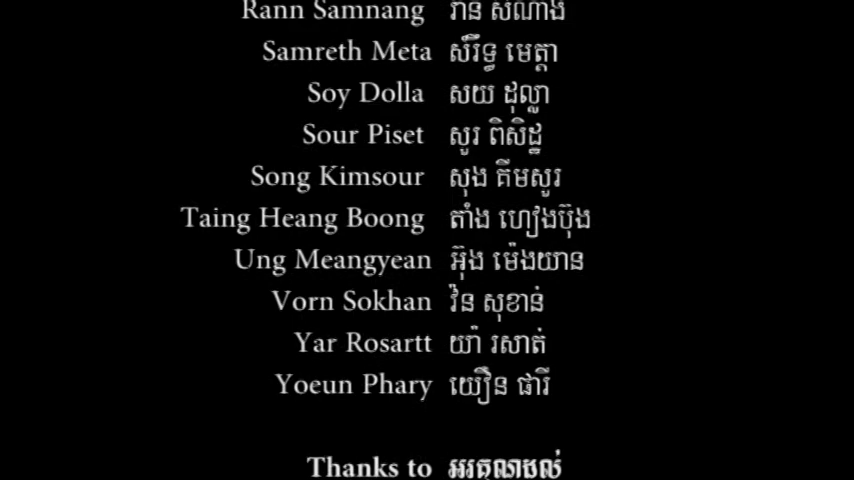 Rann Samnang រ៉ាន់ សំណាង
Samreth Meta សំរឹទ្ធ មេត្តា
Soy Dolla សយ ដុល្លា
Sour Piset សួរ ពិសិដ្ឋ
Song Kimsour សុង គីមសួរ
Taing Heang Boong តាំង ហៀងប៊ុង
Ung Meangyean អ៊ុង ម៉េងយាន
Vorn Sokhan វ៉ន សុខាន់
Yar Rosartt យ៉ា រសាត់
Yoeun Phary យឿន ផារី
Thanks to អរគុណដល់